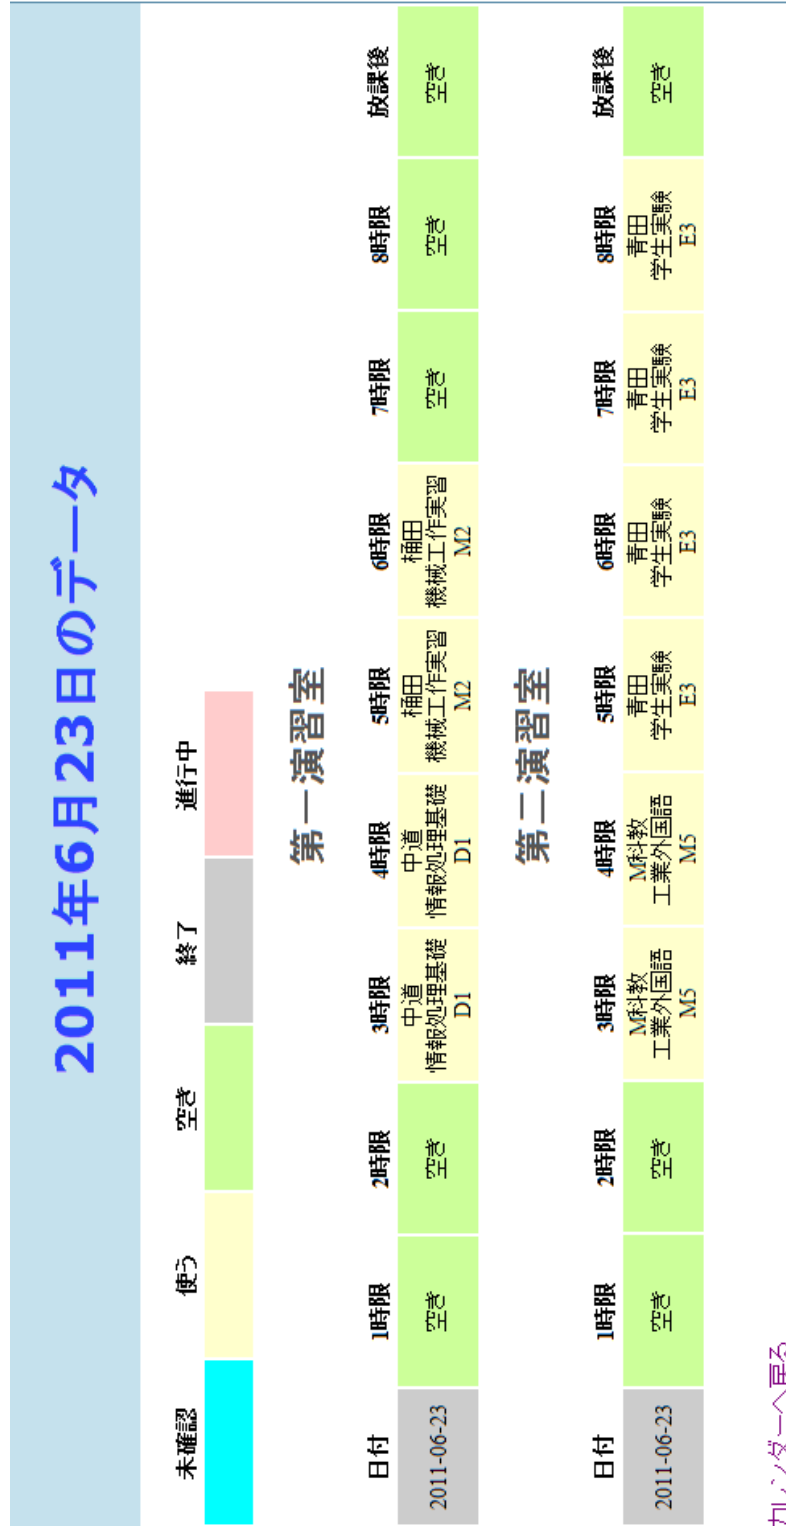 2011年6月23日のデータ
未確認 使う 空き 終了 進行中
第一演習室
日付 1時限 2時限 3時限 4時限 5時限 6時限 7時限 8時限 放課後
2011-06-23 空き 空き 中道 情報処理基礎 D1 中道 情報処理基礎 D1 桶田 機械工作実習 M2 桶田 機械工作実習 M2 空き 空き 空き
第二演習室
日付 1時限 2時限 3時限 4時限 5時限 6時限 7時限 8時限 放課後
2011-06-23 空き 空き M科教 工業外国語 M5 M科教 工業外国語 M5 青田 学生実験 E3 青田 学生実験 E3 青田 学生実験 E3 青田 学生実験 E3 空き
カレンダーへ戻る